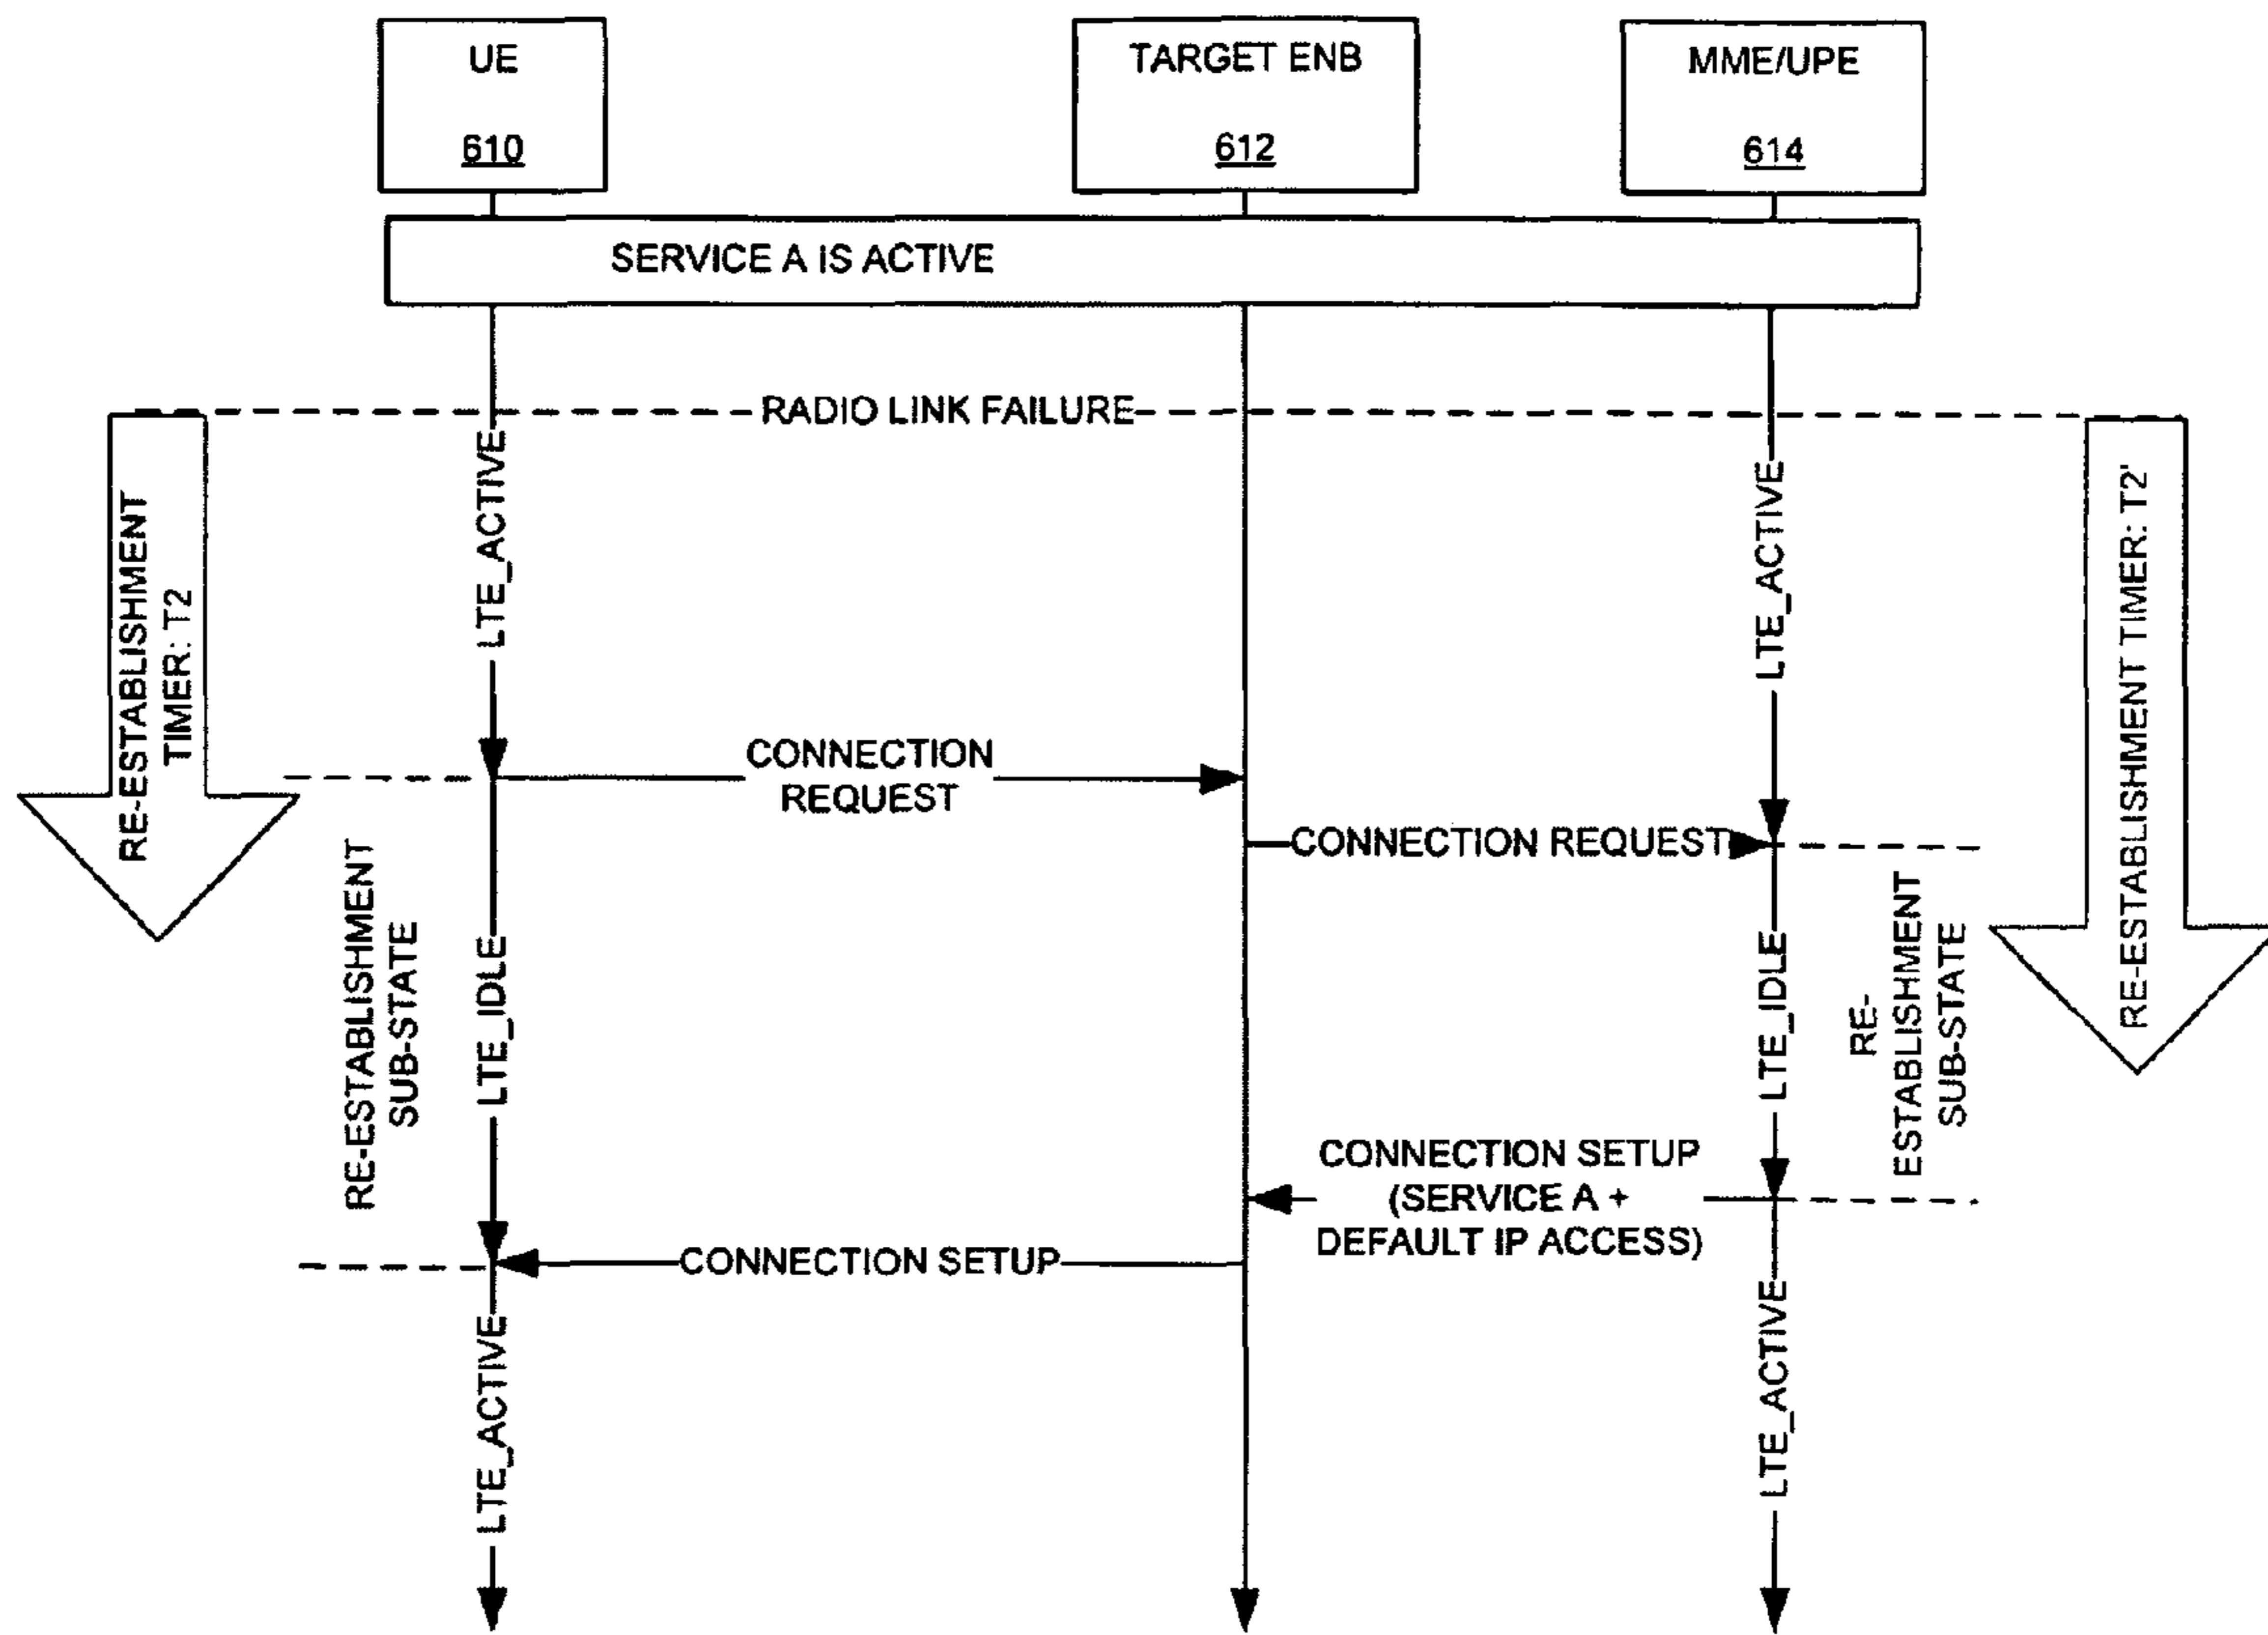 UE
610
TARGET ENB
612
MME/UPE
614
SERVICE A IS ACTIVE
RADIO LINK FAILURE
RE-ESTABLISHMENT
TIMER: T2
LTE_ACTIVE
LTE_ACTIVE
RE-ESTABLISHMENT TIMER: T2'
CONNECTION
REQUEST
CONNECTION REQUEST
RE-ESTABLISHMENT
SUB-STATE
LTE_IDLE
LTE_IDLE
RE-
ESTABLISHMENT
SUB-STATE
CONNECTION SETUP
(SERVICE A +
DEFAULT IP ACCESS)
CONNECTION SETUP
LTE_ACTIVE
LTE_ACTIVE